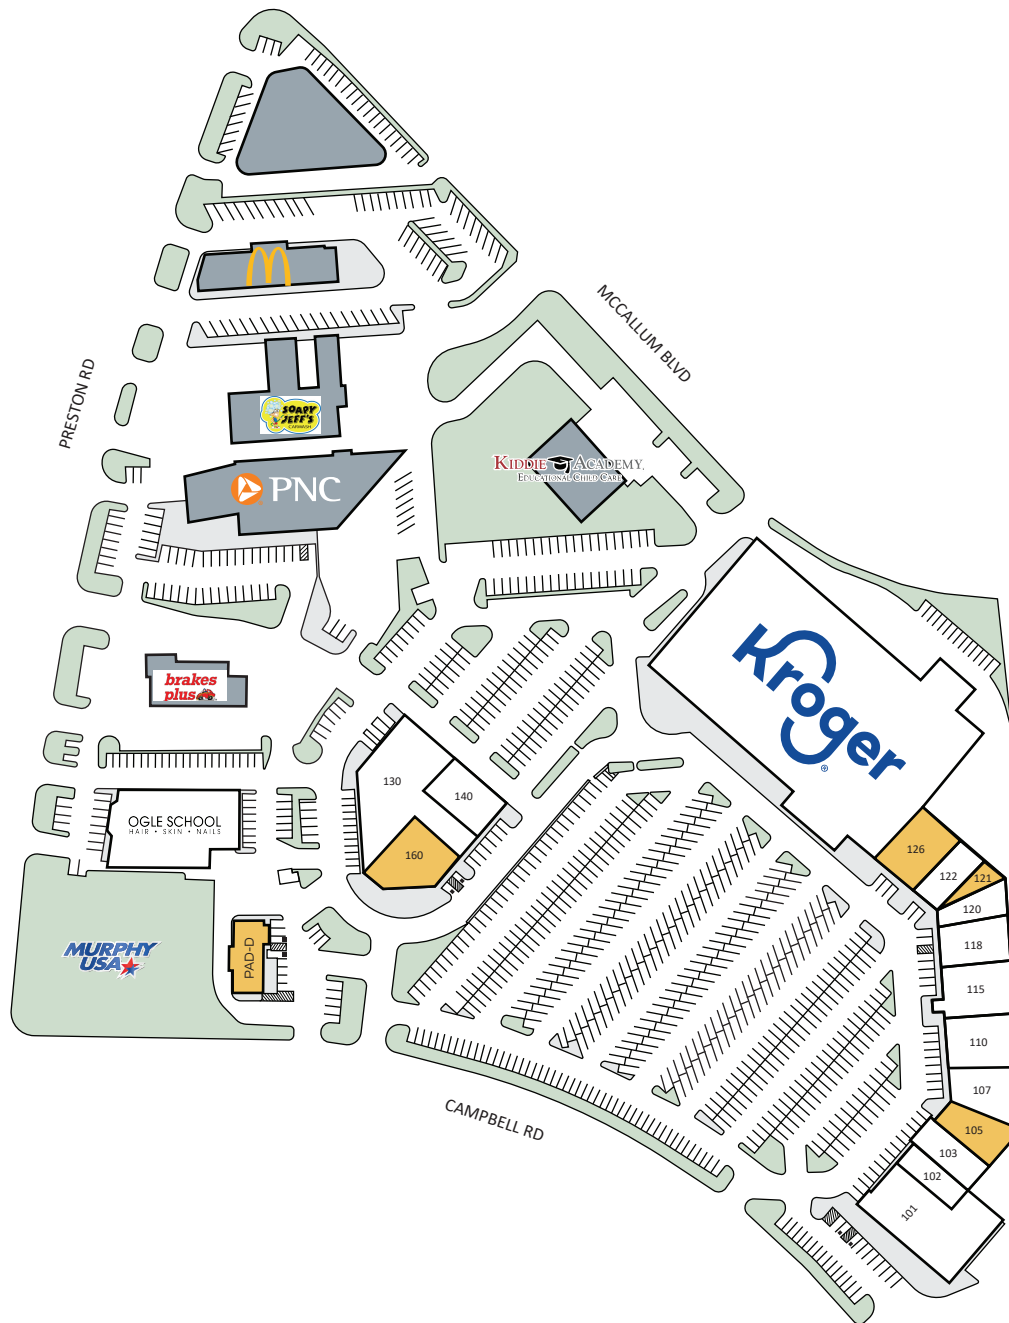 MCCALLUM BLVD
PRESTON RD
SOAPY
JEFF'S
CARWASH
KIDDIE ACADEMY
EDUCATIONAL CHILD CARE
PNC
Kroger
brakes
plus
130
140
160
OGLE SCHOOL
HAIR • SKIN • NAILS
126
122
121
120
118
115
110
107
105
103
102
101
MURPHY
USA
PAD-D
CAMPBELL RD